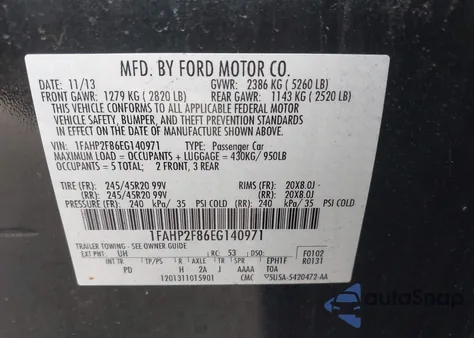 MFD. BY FORD MOTOR CO.
DATE: 11/13 GVWR: 2386 KG ( 5260 LB)
FRONT GAWR: 1279 KG ( 2820 LB) REAR GAWR: 1143 KG ( 2520 LB)
THIS VEHICLE CONFORMS TO ALL APPLICABLE FEDERAL MOTOR
VEHICLE SAFETY, BUMPER, AND THEFT PREVENTION STANDARDS
IN EFFECT ON THE DATE OF MANUFACTURE SHOWN ABOVE.
VIN: 1FAHP2F86EG140971 TYPE: Passenger Car
MAXIMUM LOAD = OCCUPANTS + LUGGAGE = 430KG/ 950LB
OCCUPANTS = 5 TOTAL; 2 FRONT, 3 REAR
TIRE (FR): 245/45R20 99V RIMS (FR): 20X8.0J-
(RR): 245/45R20 99V (RR): 20X8.0J-
PRESSURE (FR): 240 kPa/ 35 PSI COLD (RR): 240 kPa/ 35 PSI COLD
1FAHP2F86EG140971
TRAILER TOWING - SEE OWNER GUIDE
EXT PNT: UH RC: 53 DSO: F0102
INT TR TP/PS R AXLE TR SPR EPH1F R0131
PD H 2A J AAAA TOA
1201311015901 CMC 5USA-5420472-AA
autoSnap